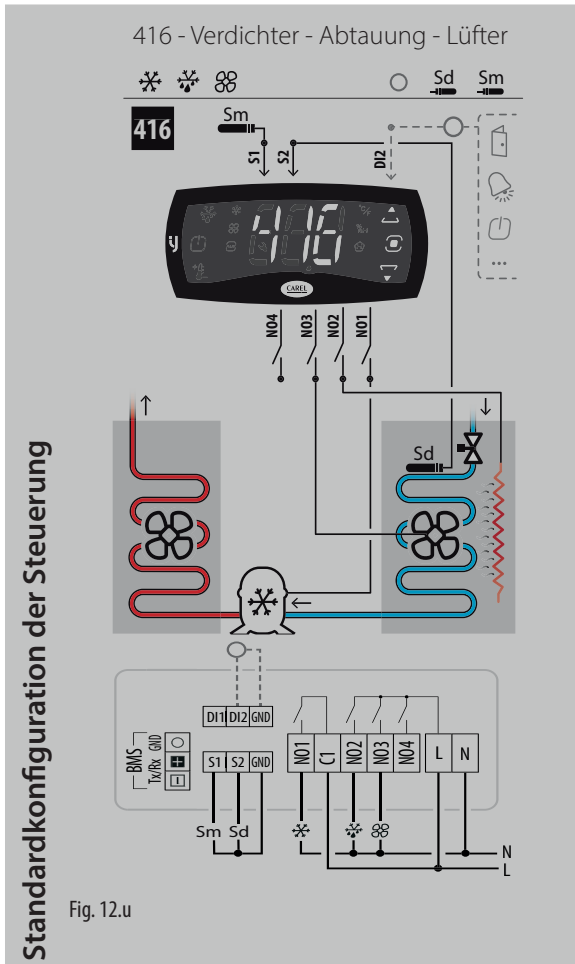 416 - Verdichter - Abtauung - Lüfter
Sd Sm
416
Sm
S1
S2
DI2
...
416
CAREL
NO4
NO3
NO2
NO1
Sd
Standardkonfiguration der Steuerung
DI1 DI2 GND
BMS
Tx/Rx GND
S1 S2 GND
NO1 C1 NO2 NO3 NO4 L N
Sm Sd
N
L
Fig. 12.u